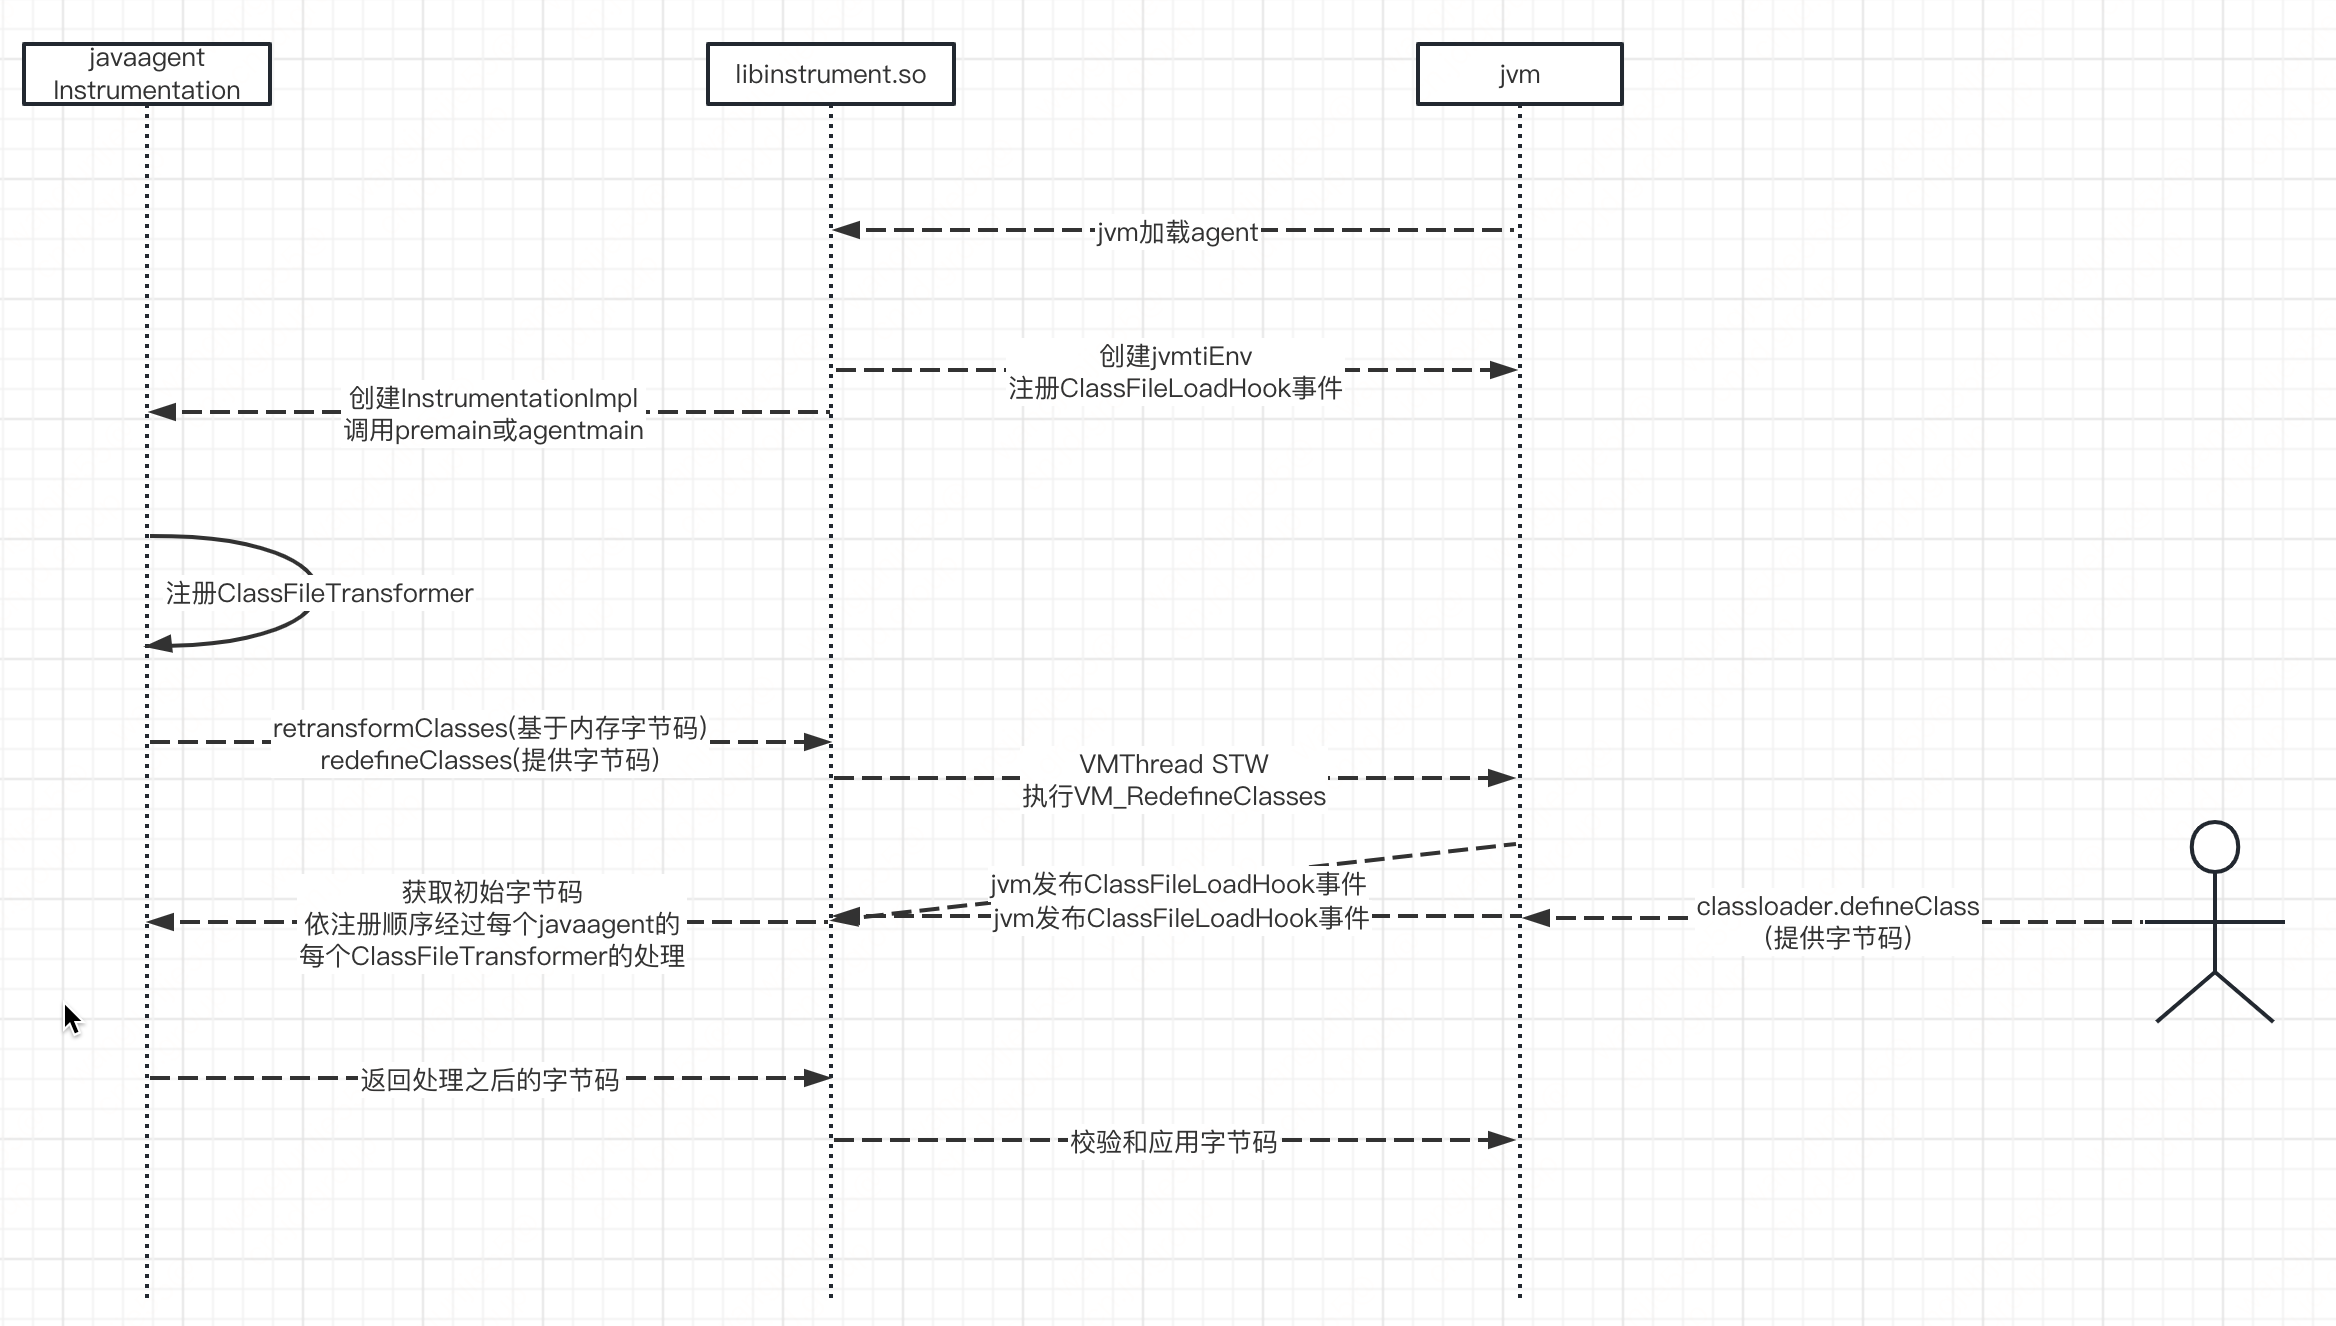 javaagent
Instrumentation
libinstrument.so
jvm
jvm加载agent
创建jvmtiEnv
注册ClassFileLoadHook事件
创建InstrumentationImpl
调用premain或agentmain
注册ClassFileTransformer
retransformClasses(基于内存字节码)
redefineClasses(提供字节码)
VMThread STW
执行VM_RedefineClasses
jvm发布ClassFileLoadHook事件
jvm发布ClassFileLoadHook事件
classloader.defineClass
(提供字节码)
获取初始字节码
依注册顺序经过每个javaagent的
每个ClassFileTransformer的处理
返回处理之后的字节码
校验和应用字节码